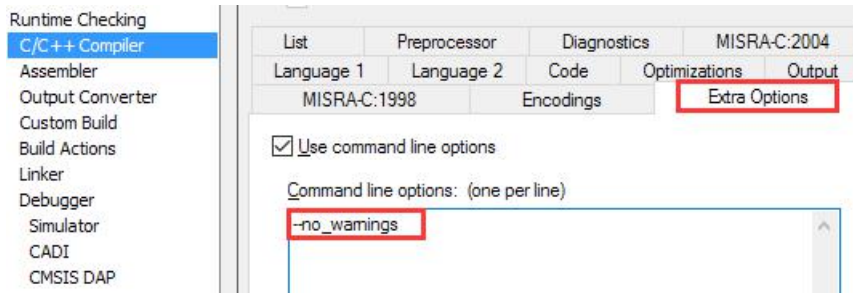 Runtime Checking
C/C++ Compiler
Assembler
Output Converter
Custom Build
Build Actions
Linker
Debugger
Simulator
CADI
CMSIS DAP
List Preprocessor Diagnostics MISRA-C:2004
Language 1 Language 2 Code Optimizations Output
MISRA-C:1998 Encodings Extra Options
Use command line options
Command line options: (one per line)
--no_warnings